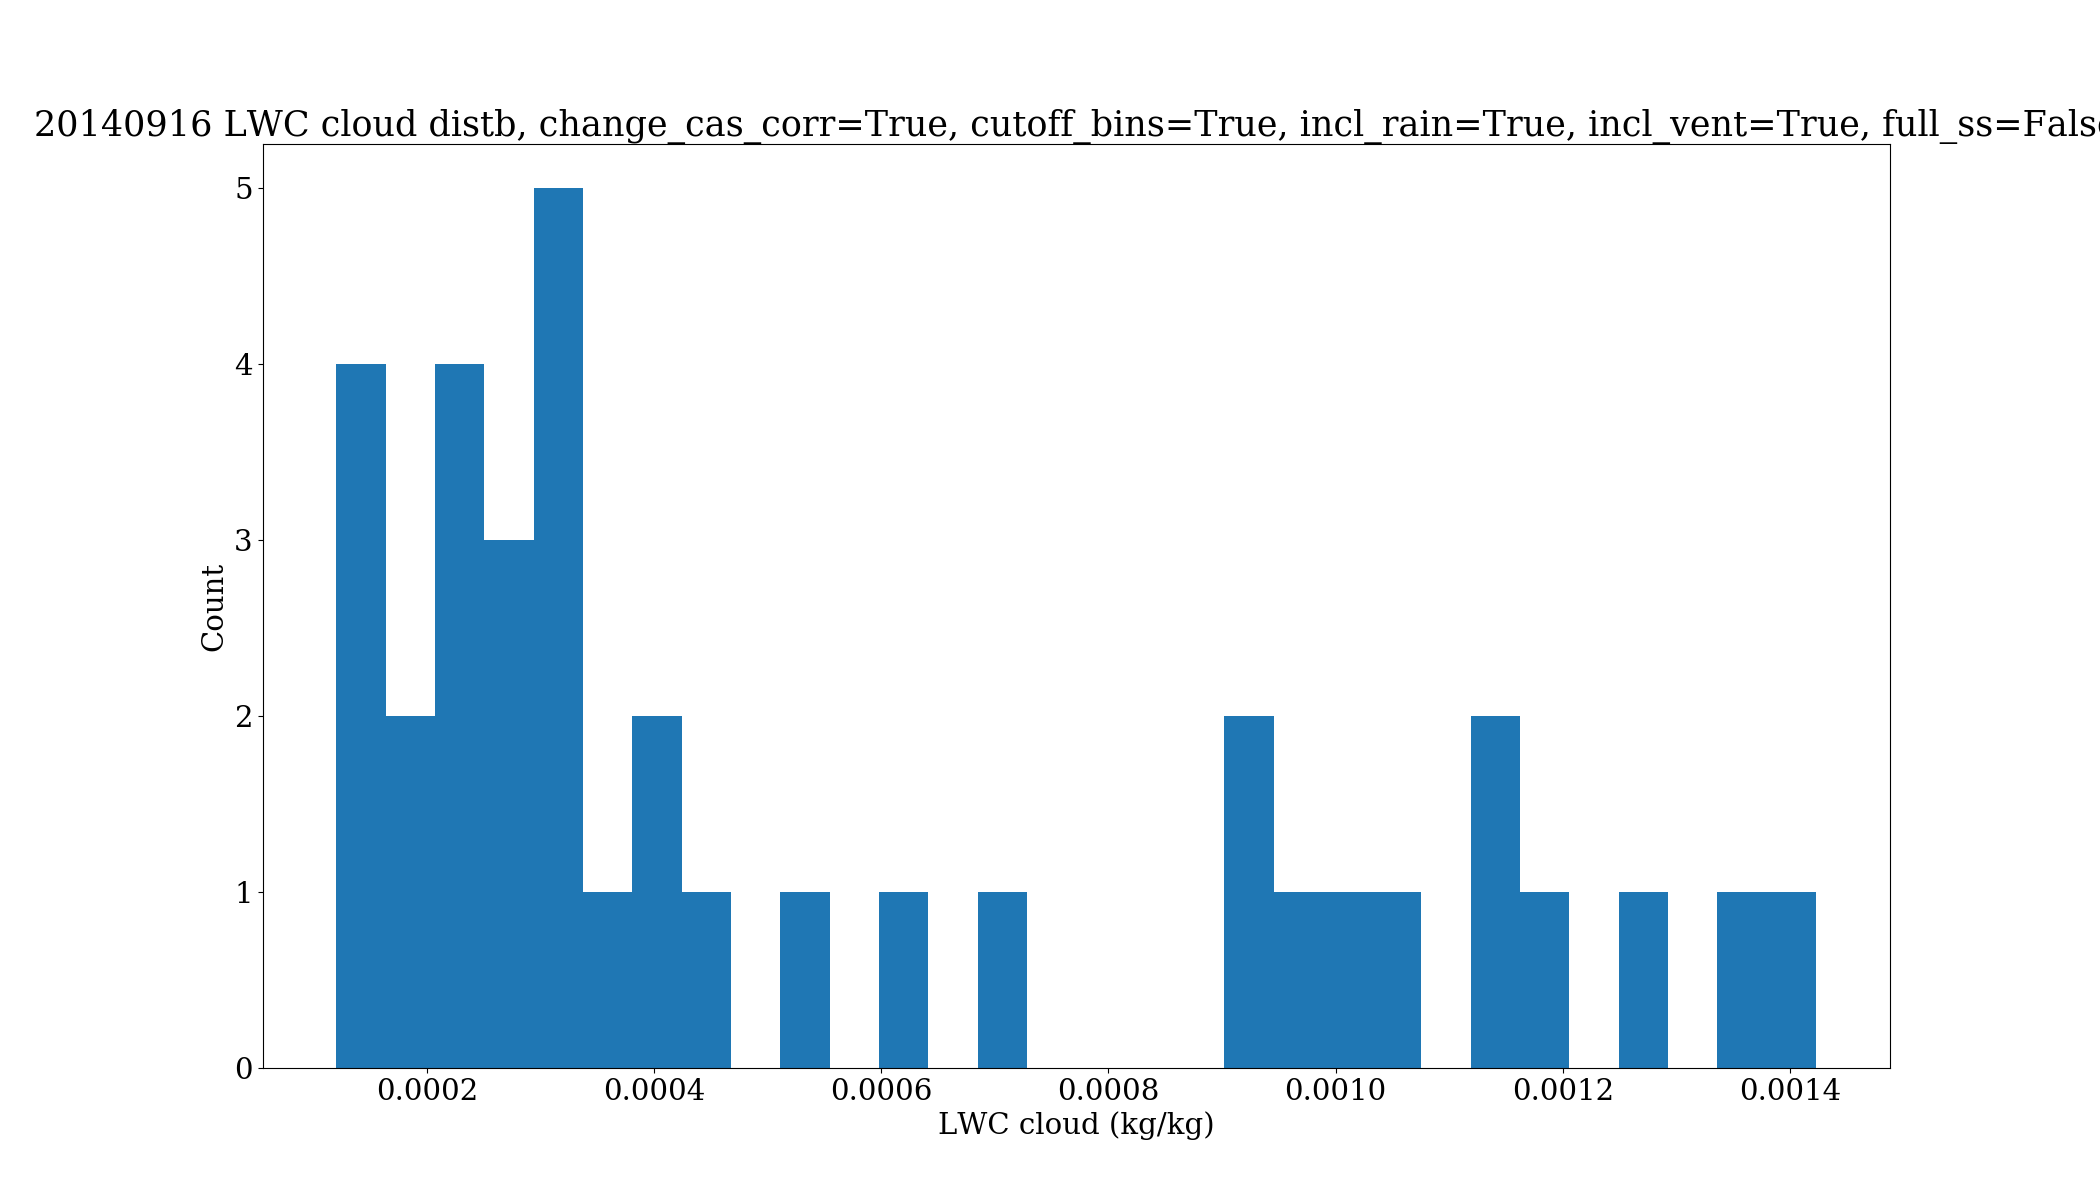 20140916 LWC cloud distb, change_cas_corr=True, cutoff_bins=True, incl_rain=True, incl_vent=True, full_ss=False
5
4
3
2
1
0
Count
0.0002 0.0004 0.0006 0.0008 0.0010 0.0012 0.0014
LWC cloud (kg/kg)